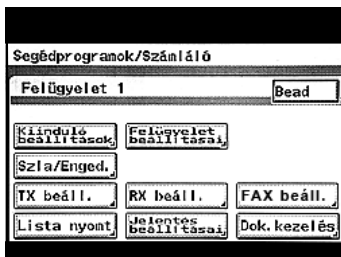 Segédprogramok/Számláló
Felügyelet 1
Bead
Kiinduló beállítások
Felügyelet beállításai
Szla/Enged.
TX beáll.
RX beáll.
FAX beáll.
Lista nyomt
Jelentés beállításai
Dok. kezelés